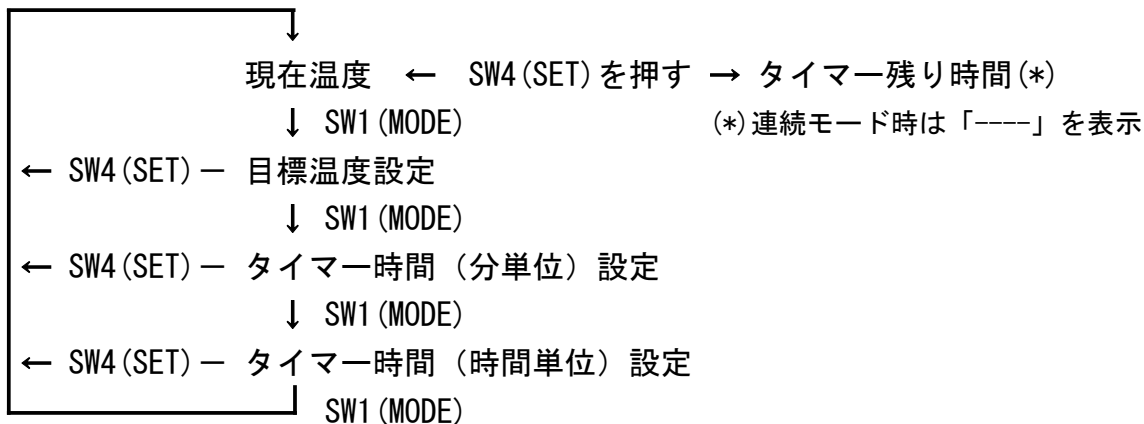 現在温度 ← SW4(SET)を押す → タイマー残り時間(*)
↓ SW1(MODE) (*)連続モード時は「----」を表示
← SW4(SET)― 目標温度設定
↓ SW1(MODE)
← SW4(SET)― タイマー時間（分単位）設定
↓ SW1(MODE)
← SW4(SET)― タイマー時間（時間単位）設定
SW1(MODE)